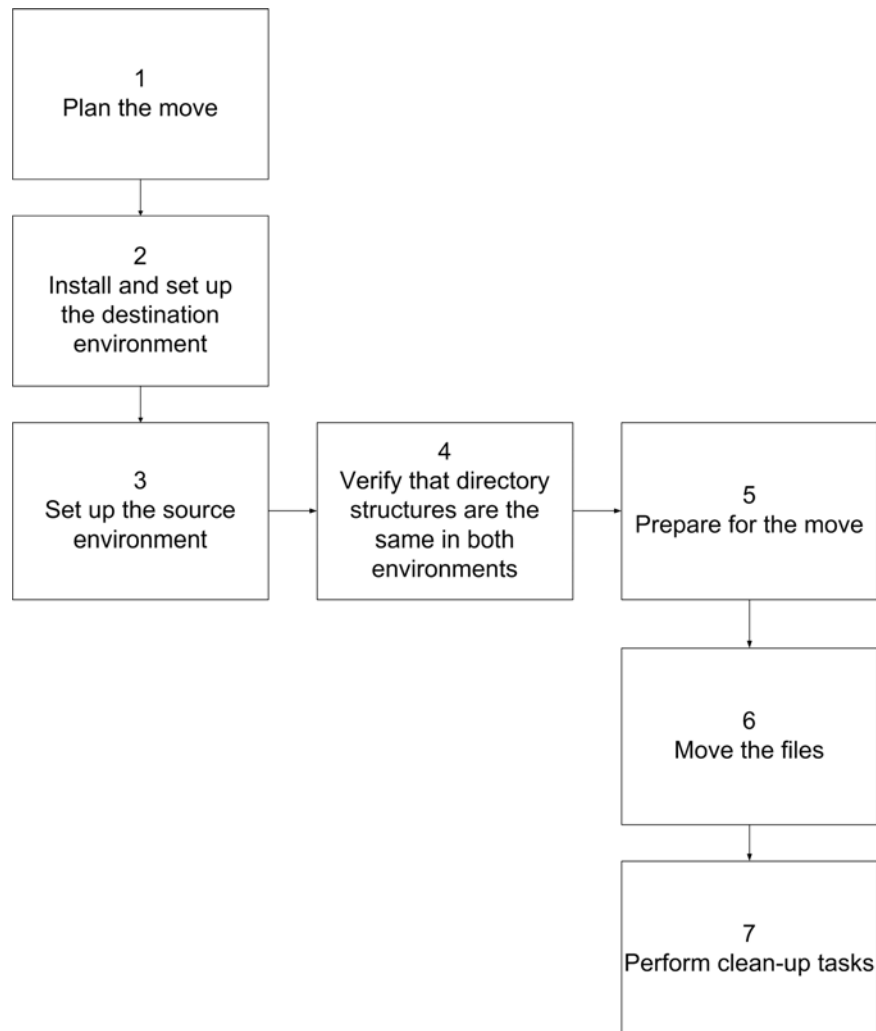 1
Plan the move
2
Install and set up
the destination
environment
3
Set up the source
environment
4
Verify that directory
structures are the
same in both
environments
5
Prepare for the move
6
Move the files
7
Perform clean-up tasks